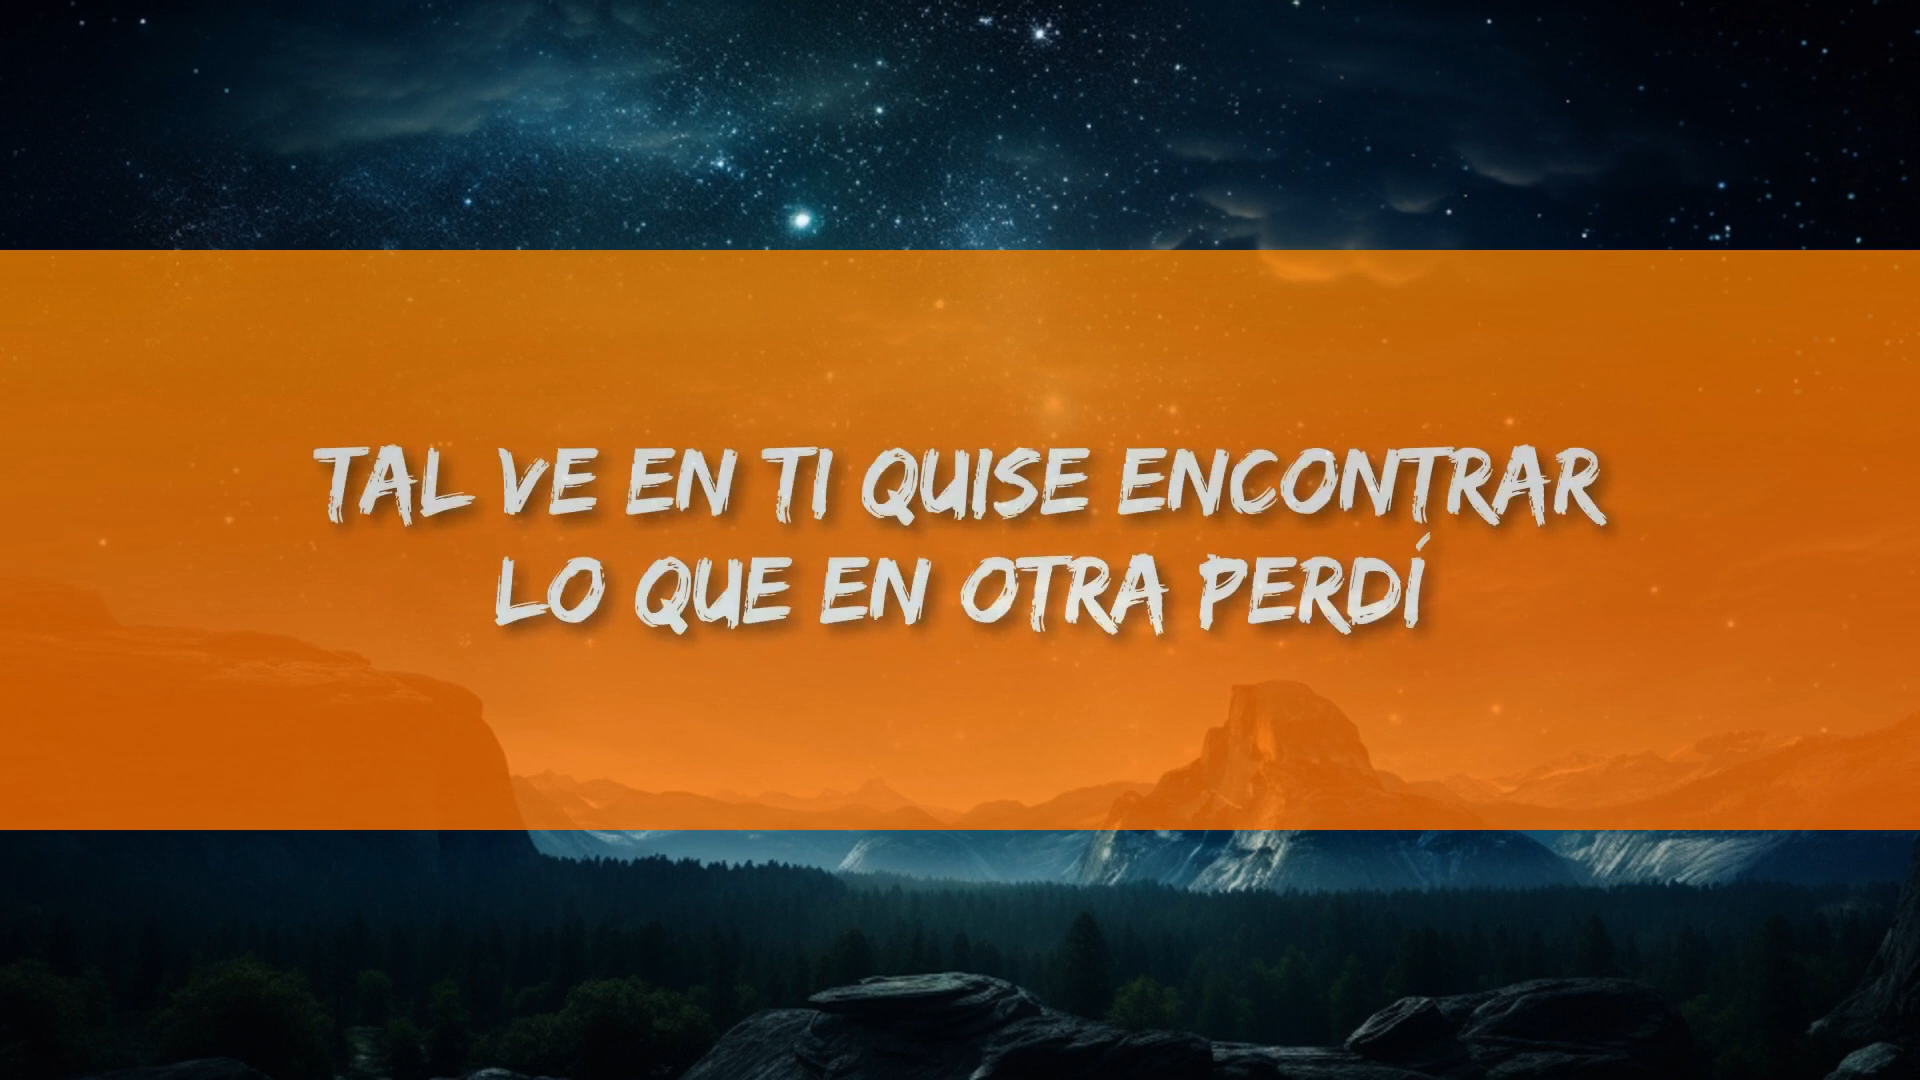 TAL VE EN TI QUISE ENCONTRAR
LO QUE EN OTRA PERDÍ